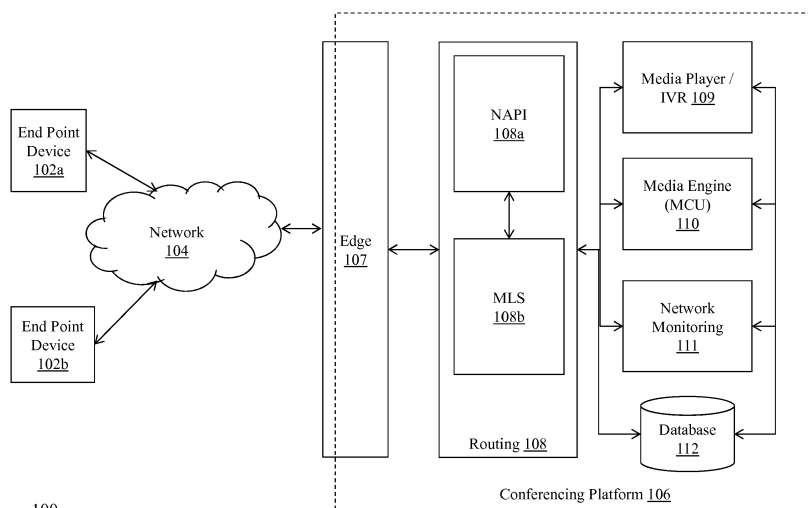 End Point
Device
102a
Network
104
End Point
Device
102b
Edge
107
NAPI
108a
MLS
108b
Routing 108
Media Player /
IVR 109
Media Engine
(MCU)
110
Network
Monitoring
111
Database
112
Conferencing Platform 106